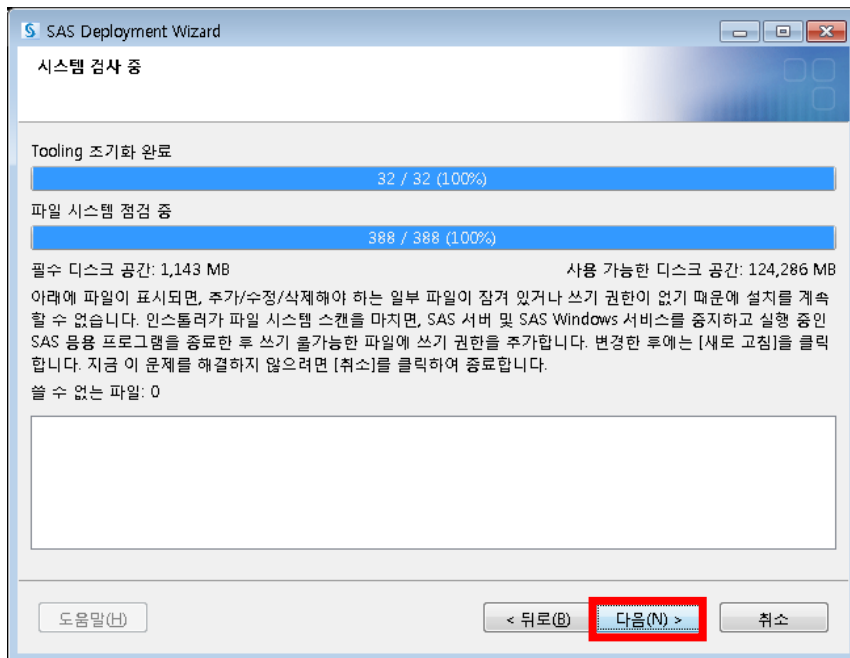 SAS Deployment Wizard
시스템 검사 중
Tooling 초기화 완료
32 / 32 (100%)
파일 시스템 점검 중
388 / 388 (100%)
필수 디스크 공간: 1,143 MB 사용 가능한 디스크 공간: 124,286 MB
아래에 파일이 표시되면, 추가/수정/삭제해야 하는 일부 파일이 잠겨 있거나 쓰기 권한이 없기 때문에 설치를 계속
할 수 없습니다. 인스톨러가 파일 시스템 스캔을 마치면, SAS 서버 및 SAS Windows 서비스를 중지하고 실행 중인
SAS 응용 프로그램을 종료한 후 쓰기 불가능한 파일에 쓰기 권한을 추가합니다. 변경한 후에는 [새로 고침]을 클릭
합니다. 지금 이 문제를 해결하지 않으려면 [취소]를 클릭하여 종료합니다.
쓸 수 없는 파일: 0
도움말(H) < 뒤로(B) 다음(N) > 취소